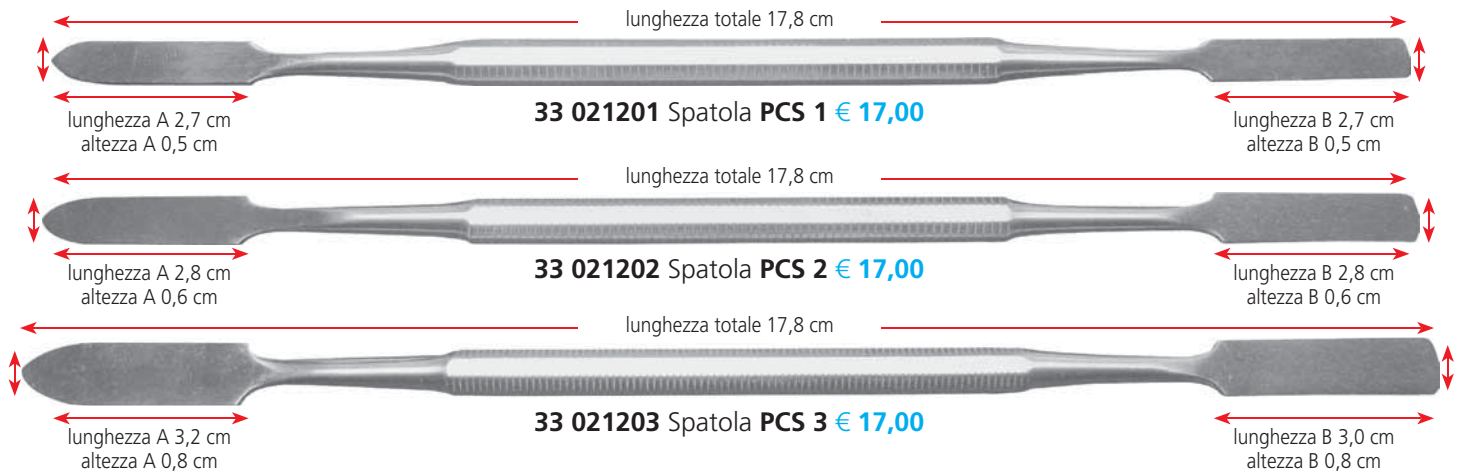 lunghezza totale 17,8 cm
33 021201 Spatola PCS 1 € 17,00
lunghezza A 2,7 cm
altezza A 0,5 cm
lunghezza B 2,7 cm
altezza B 0,5 cm
lunghezza totale 17,8 cm
33 021202 Spatola PCS 2 € 17,00
lunghezza A 2,8 cm
altezza A 0,6 cm
lunghezza B 2,8 cm
altezza B 0,6 cm
lunghezza totale 17,8 cm
33 021203 Spatola PCS 3 € 17,00
lunghezza A 3,2 cm
altezza A 0,8 cm
lunghezza B 3,0 cm
altezza B 0,8 cm